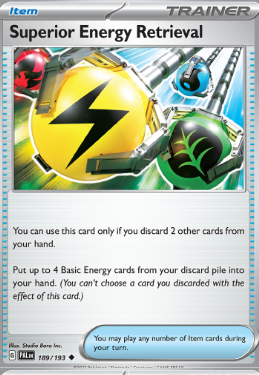 Item
TRAINER
Superior Energy Retrieval
You can use this card only if you discard 2 other cards from
your hand.
Put up to 4 Basic Energy cards from your discard pile into
your hand. (You can't choose a card you discarded with the
effect of this card.)
Illus. Studio Bora Inc.
You may play any number of Item cards during
your turn.
G PAL EN 189/193 ◆